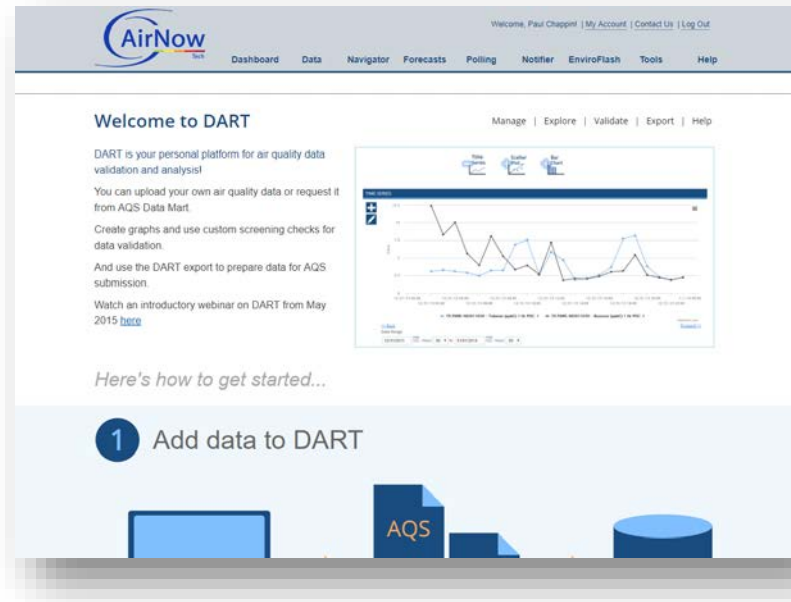 Welcome, Paul Chappin! | My Account | Contact Us | Log Out
AirNow
Tech
Dashboard Data Navigator Forecasts Polling Notifier EnviroFlash Tools Help
Welcome to DART
Manage | Explore | Validate | Export | Help
DART is your personal platform for air quality data
validation and analysis!
You can upload your own air quality data or request it
from AQS Data Mart.
Create graphs and use custom screening checks for
data validation.
And use the DART export to prepare data for AQS
submission.
Watch an introductory webinar on DART from May
2015 here
Time
Series
Scatter
Plot
Bar
Chart
TIME SERIES
Here's how to get started...
1 Add data to DART
AQS